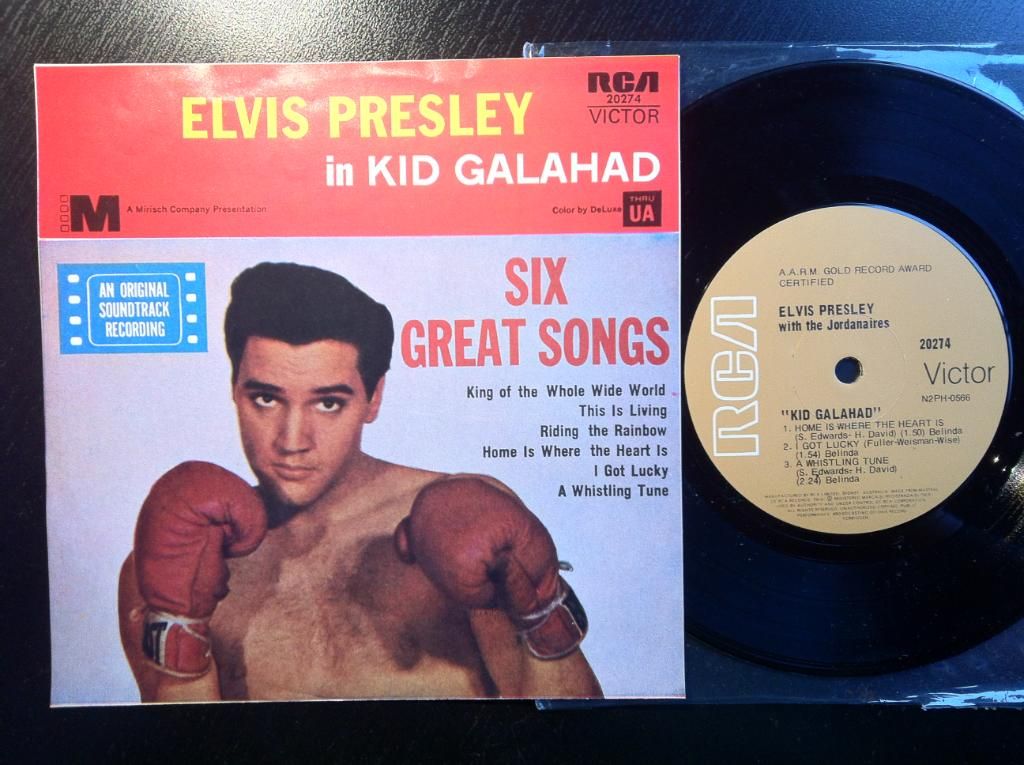 ELVIS PRESLEY
in KID GALAHAD
RCA
20274
VICTOR
M A Mirisch Company Presentation
Color by DeLuxe THRU UA
AN ORIGINAL
SOUNDTRACK
RECORDING
SIX
GREAT SONGS
King of the Whole Wide World
This Is Living
Riding the Rainbow
Home Is Where the Heart Is
I Got Lucky
A Whistling Tune
RCA
A.A.R.M. GOLD RECORD AWARD
CERTIFIED
ELVIS PRESLEY
with the Jordanaires
20274
Victor
N2PH-0566
"KID GALAHAD"
1. HOME IS WHERE THE HEART IS
(S. Edwards- H. David) (1.50) Belinda
2. I GOT LUCKY (Fuller-Weisman-Wise)
(1.54) Belinda
3. A WHISTLING TUNE
(S. Edwards- H. David)
(2.24) Belinda